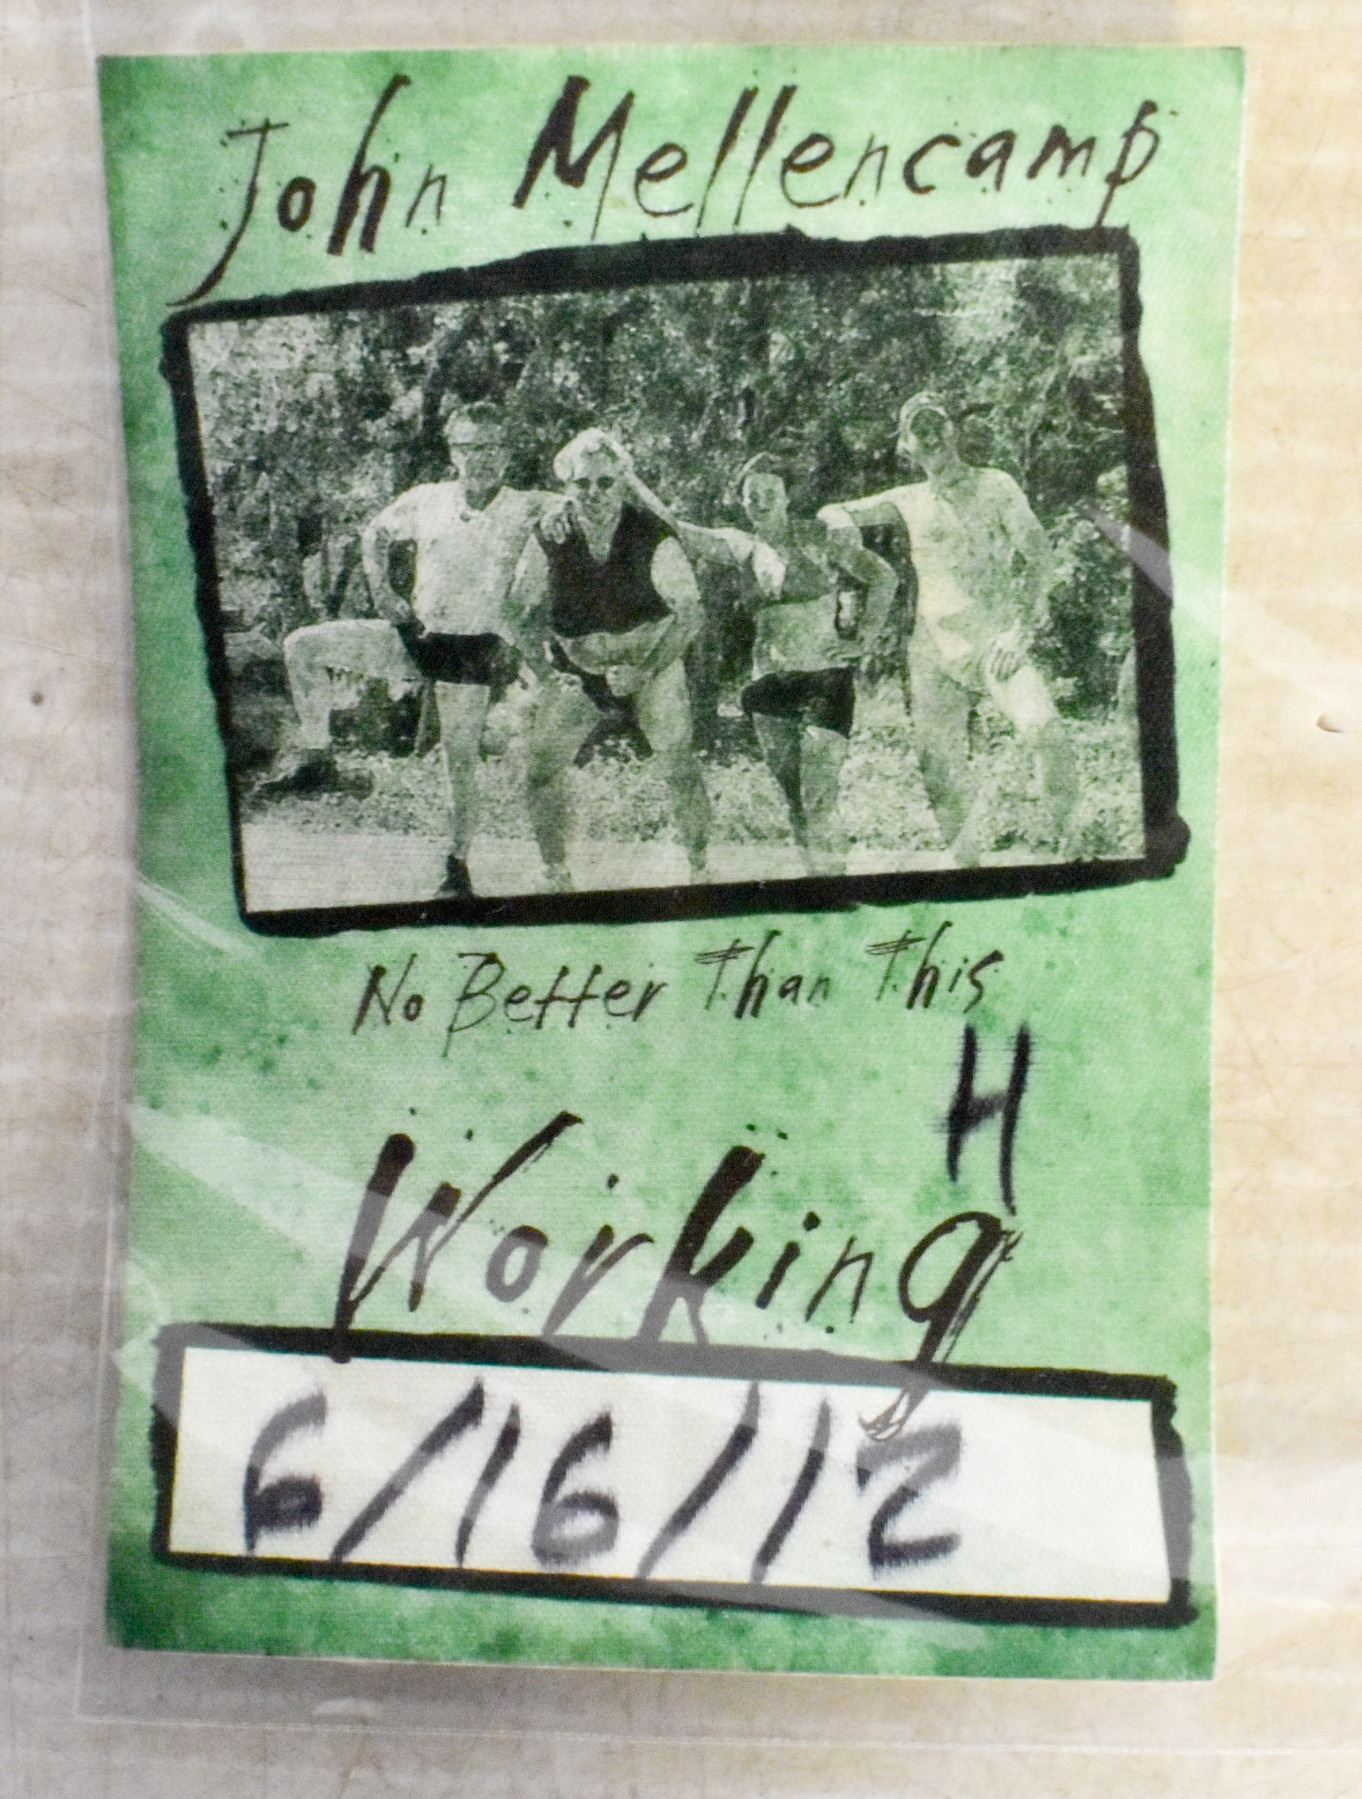 John Mellencamp
No Better Than This
H
Working
6/16/12